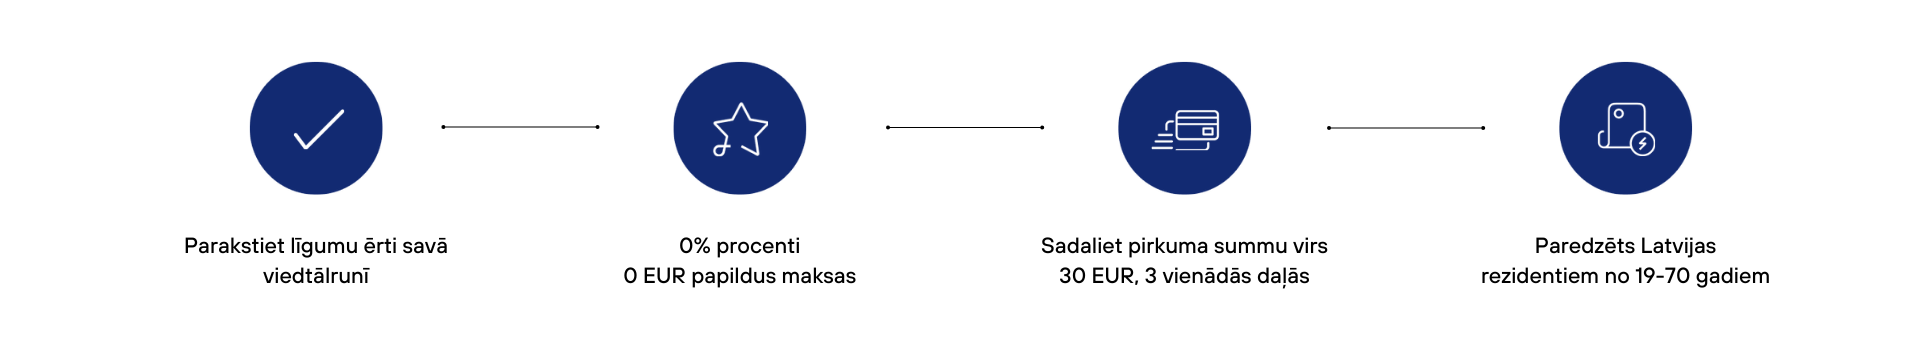 Parakstiet līgumu ērti savā
viedtālrunī
0% procenti
0 EUR papildus maksas
Sadaliet pirkuma summu virs
30 EUR, 3 vienādās daļās
Paredzēts Latvijas
rezidentiem no 19-70 gadiem